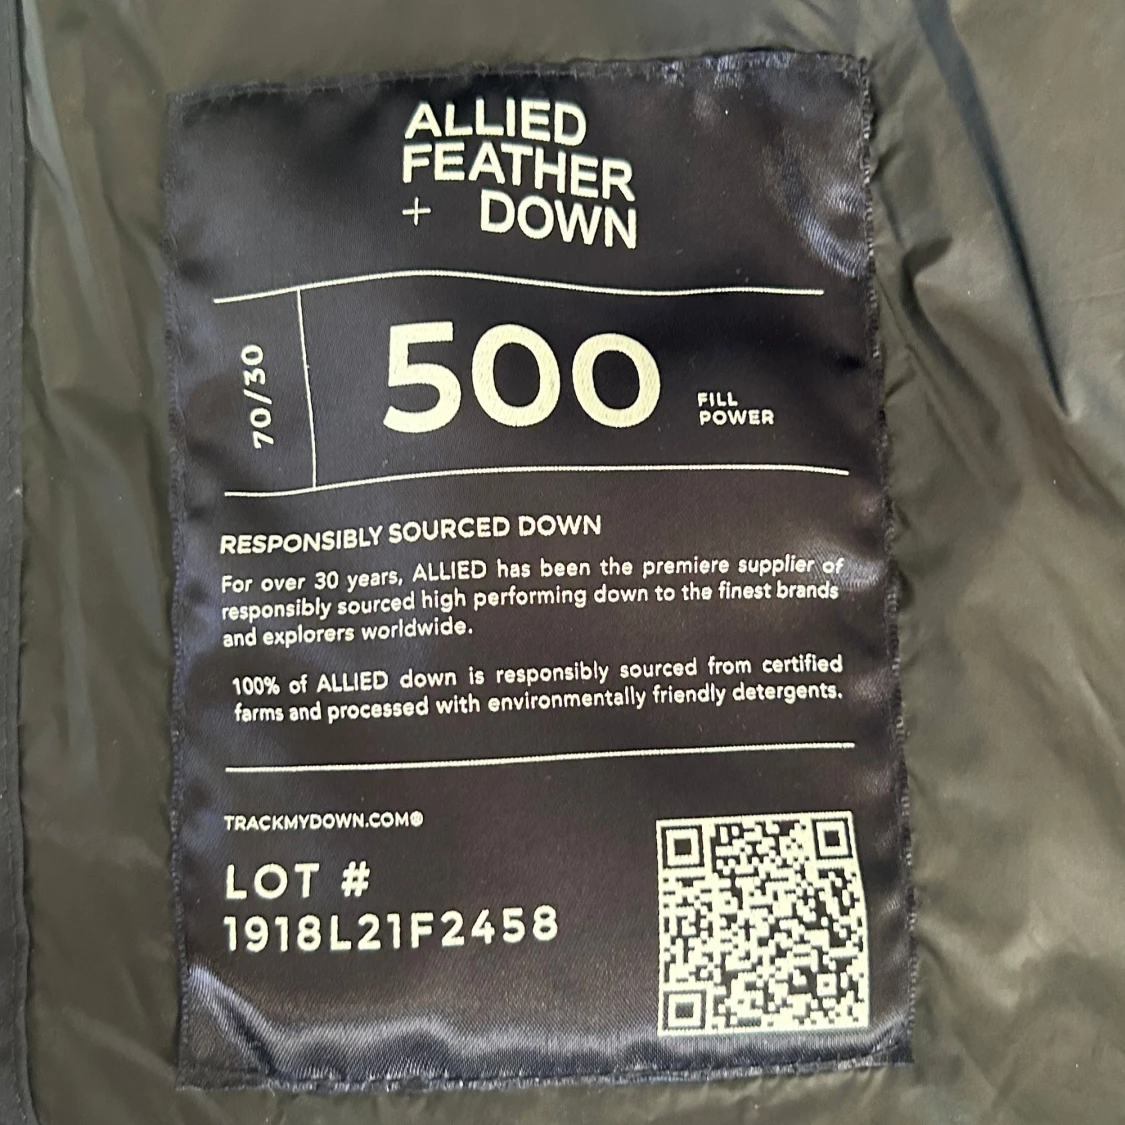 ALLIED
FEATHER
+ DOWN
70/30
500
FILL
POWER
RESPONSIBLY SOURCED DOWN
For over 30 years, ALLIED has been the premiere supplier of
responsibly sourced high performing down to the finest brands
and explorers worldwide.
100% of ALLIED down is responsibly sourced from certified
farms and processed with environmentally friendly detergents.
TRACKMYDOWN.COM®
LOT #
1918L21F2458